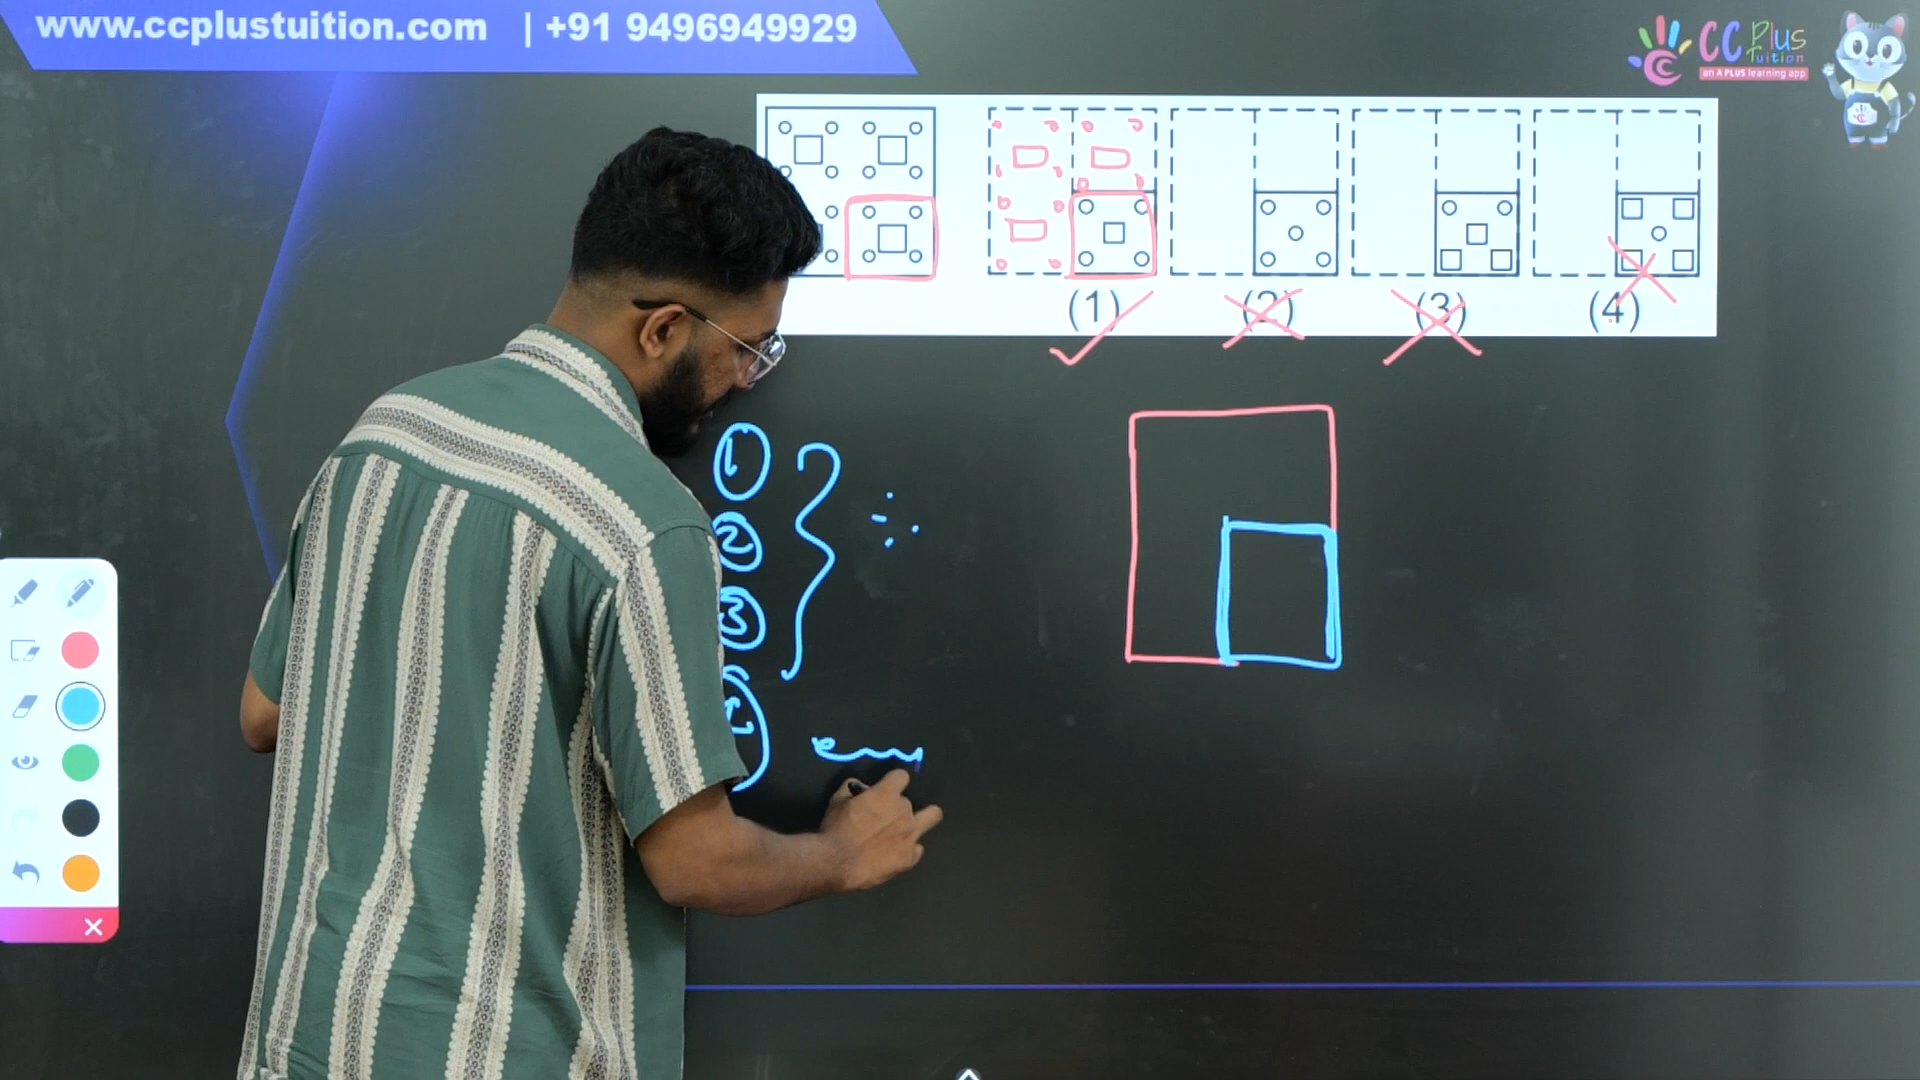 www.ccplustuition.com | +91 9496949929
CC Plus
Tuition
an A PLUS learning app
(1) (2) (3) (4)
1
2
3